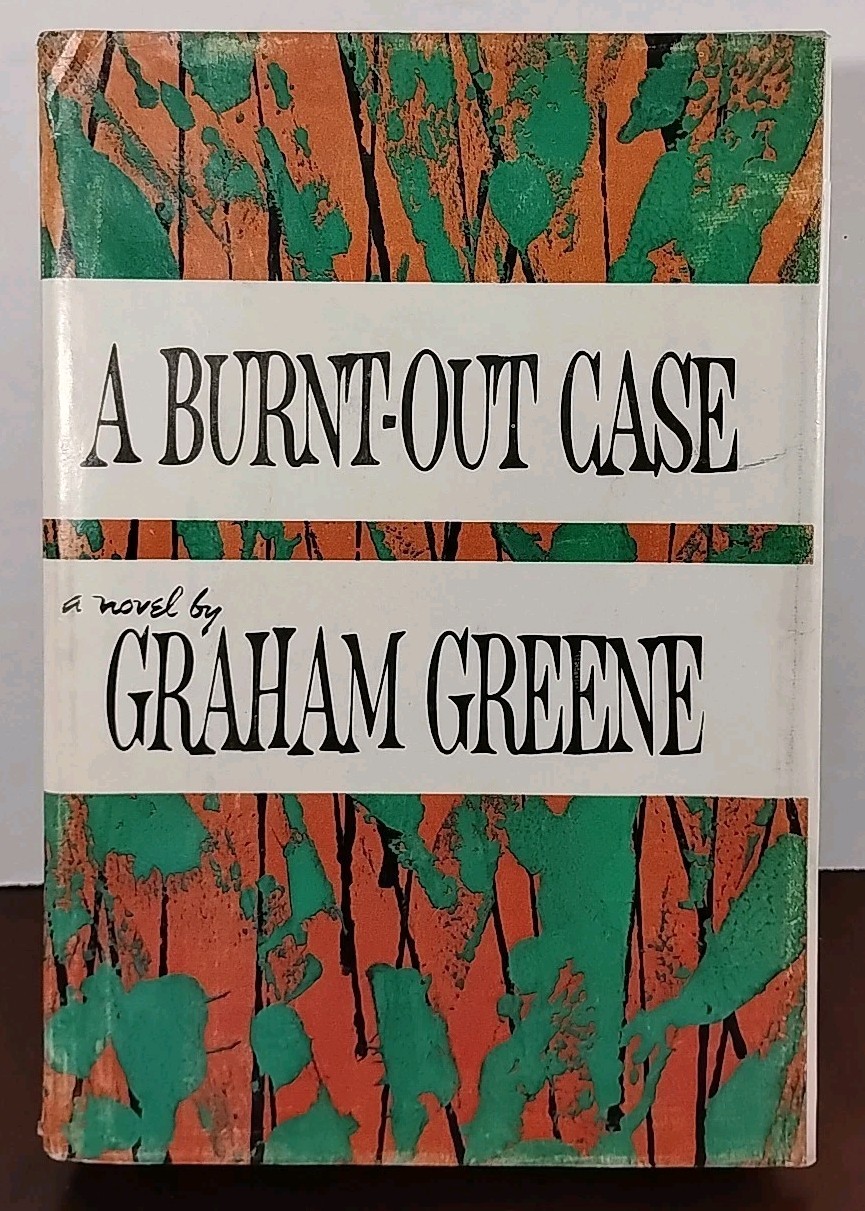 A BURNT-OUT CASE
a novel by
GRAHAM GREENE